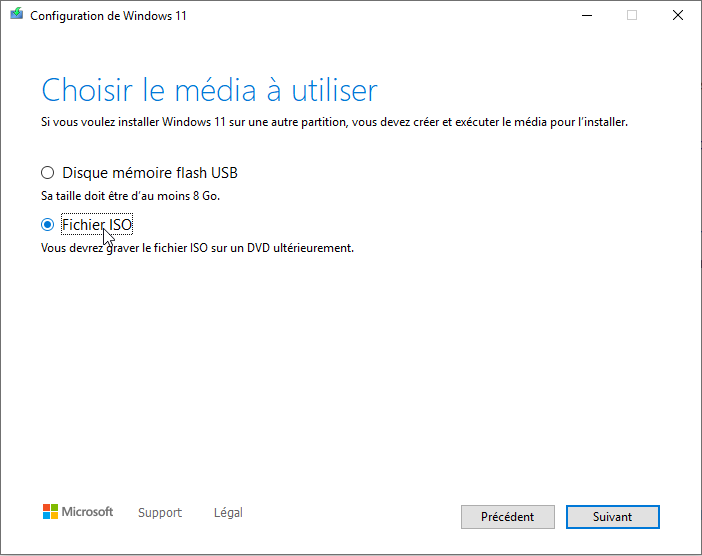 Configuration de Windows 11
Choisir le média à utiliser
Si vous voulez installer Windows 11 sur une autre partition, vous devez créer et exécuter le média pour l’installer.
Disque mémoire flash USB
Sa taille doit être d’au moins 8 Go.
Fichier ISO
Vous devrez graver le fichier ISO sur un DVD ultérieurement.
Microsoft Support Légal Précédent Suivant